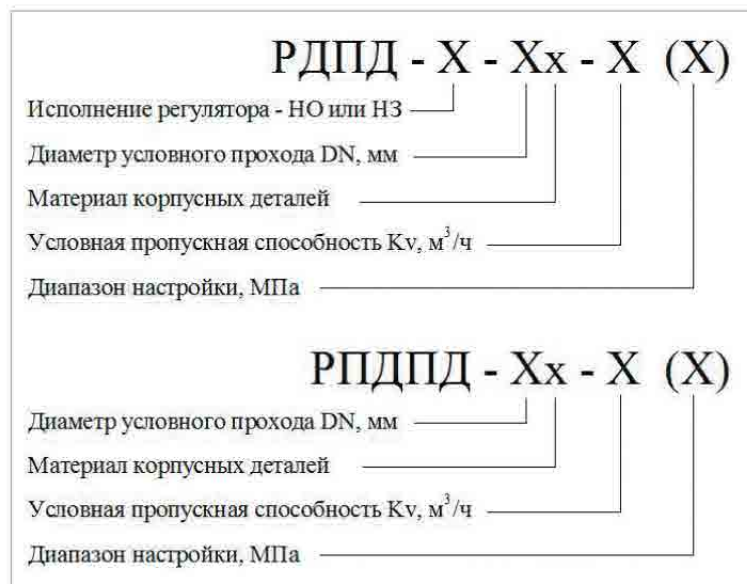 РДПД - Х - Хх - Х (Х)
Исполнение регулятора - НО или НЗ
Диаметр условного прохода DN, мм
Материал корпусных деталей
Условная пропускная способность Kv, м³/ч
Диапазон настройки, МПа
РПДПД - Хх - Х (Х)
Диаметр условного прохода DN, мм
Материал корпусных деталей
Условная пропускная способность Kv, м³/ч
Диапазон настройки, МПа